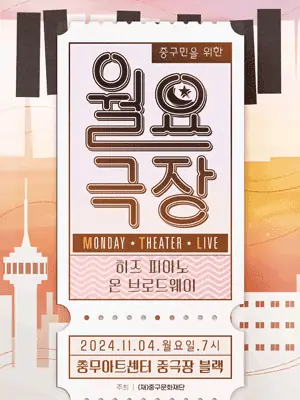 중구민을 위한
월요
극장
MONDAY • THEATER • LIVE
히즈 피아노
온 브로드웨이
2024.11.04.월요일.7시
충무아트센터 중극장 블랙
주최 | (재)중구문화재단